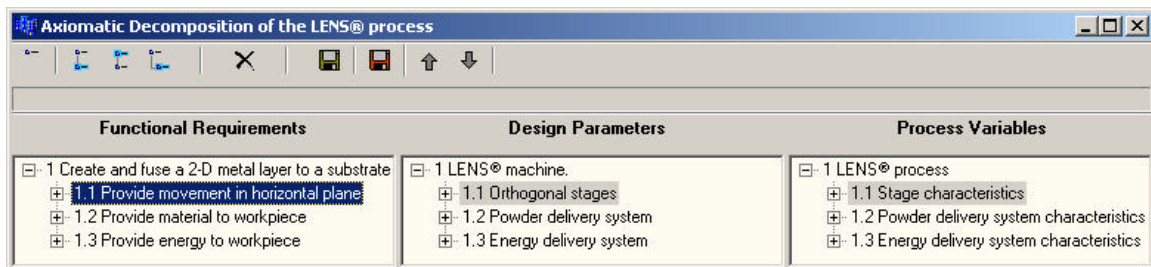 Axiomatic Decomposition of the LENS® process
Functional Requirements Design Parameters Process Variables
1 Create and fuse a 2-D metal layer to a substrate 1 LENS® machine. 1 LENS® process
1.1 Provide movement in horizontal plane 1.1 Orthogonal stages 1.1 Stage characteristics
1.2 Provide material to workpiece 1.2 Powder delivery system 1.2 Powder delivery system characteristics
1.3 Provide energy to workpiece 1.3 Energy delivery system 1.3 Energy delivery system characteristics